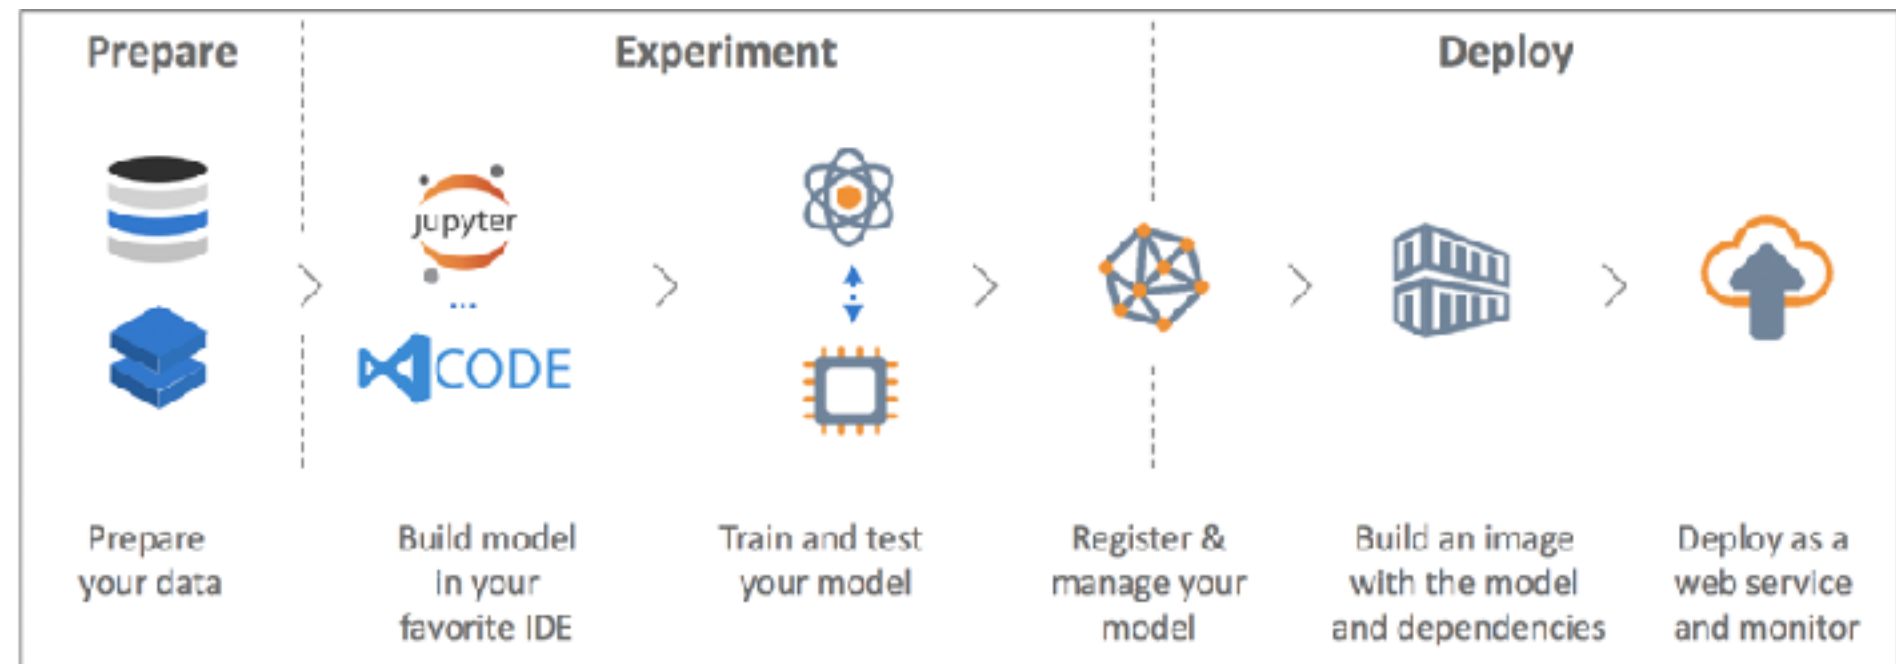 Prepare
Experiment
Deploy
jupyter
...
CODE
Prepare
your data
Build model
in your
favorite IDE
Train and test
your model
Register &
manage your
model
Build an image
with the model
and dependencies
Deploy as a
web service
and monitor